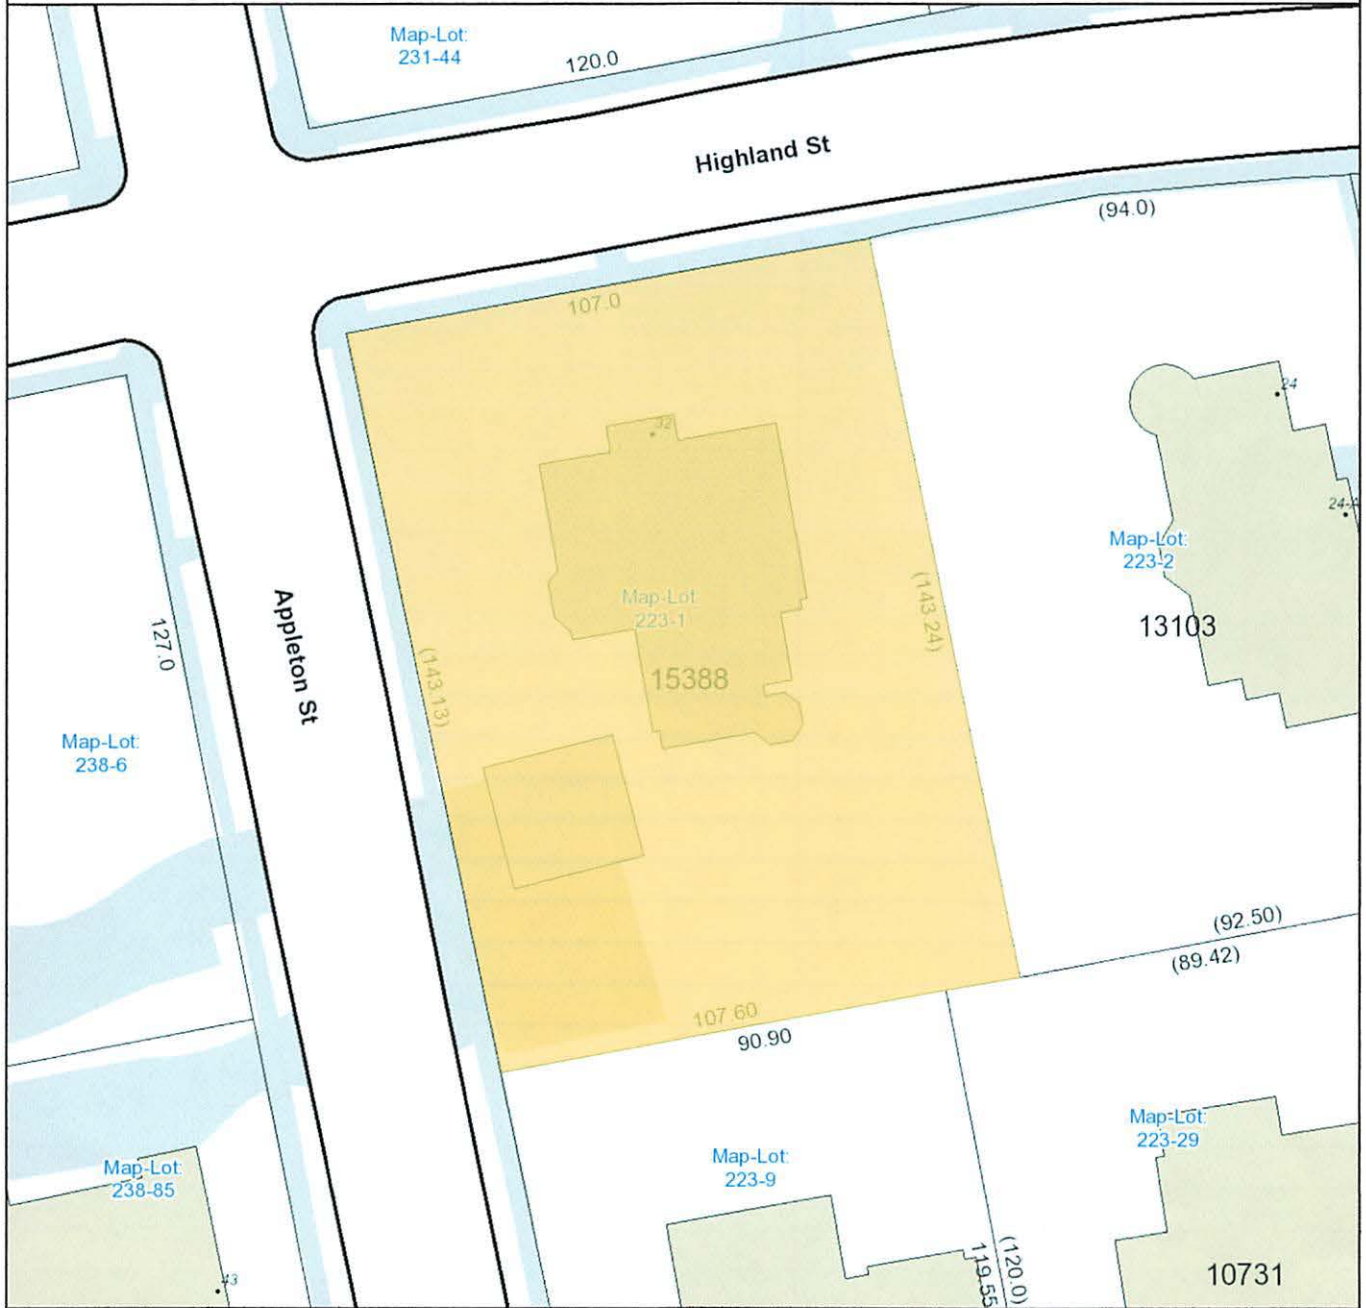 Map-Lot:
231-44
120.0
Highland St
(94.0)
107.0
32
24
24-A
Map-Lot:
223-2
13103
Map-Lot:
223-1
15388
(143.24)
(143.13)
Appleton St
127.0
Map-Lot:
238-6
(92.50)
(89.42)
107.60
90.90
Map-Lot:
223-29
Map-Lot:
223-9
Map-Lot:
238-85
43
(120.0)
119.55
10731